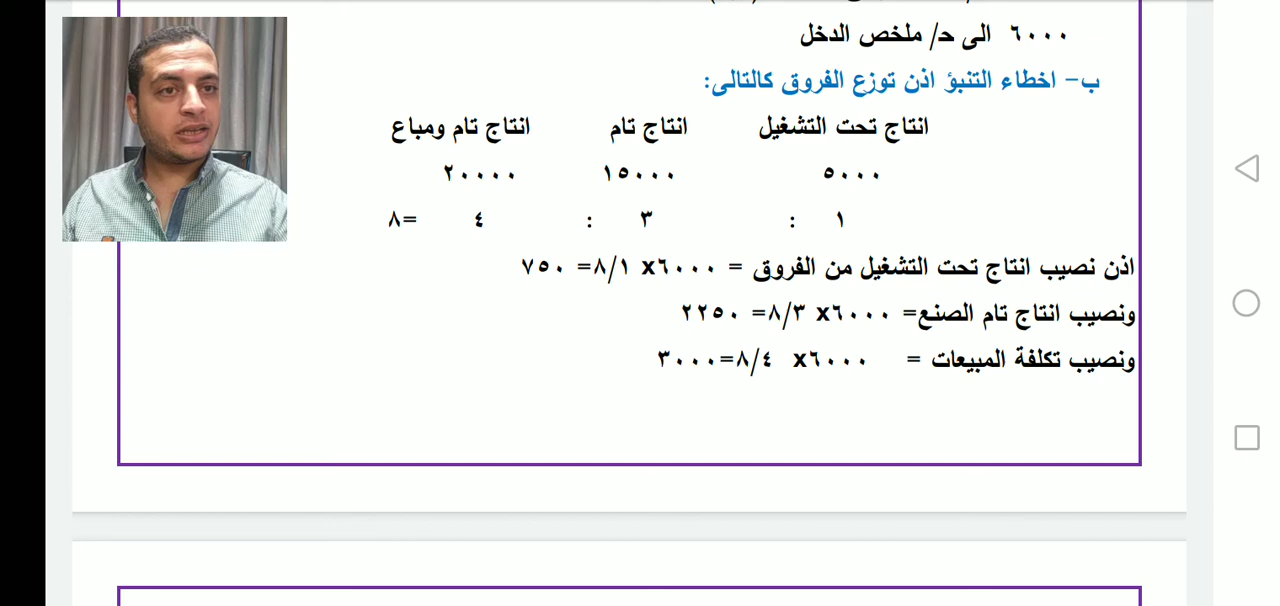 ٦٠٠٠ الى ح/ ملخص الدخل
ب- اخطاء التنبؤ اذن توزع الفروق كالتالى:
انتاج تحت التشغيل انتاج تام انتاج تام ومباع
٥٠٠٠ ١٥٠٠٠ ٢٠٠٠٠
١ : ٣ : ٤ =٨
اذن نصيب انتاج تحت التشغيل من الفروق = ٦٠٠٠x ٨/١ =٧٥٠
ونصيب انتاج تام الصنع= ٦٠٠٠x ٨/٣ =٢٢٥٠
ونصيب تكلفة المبيعات = ٦٠٠٠x ٨/٤=٣٠٠٠